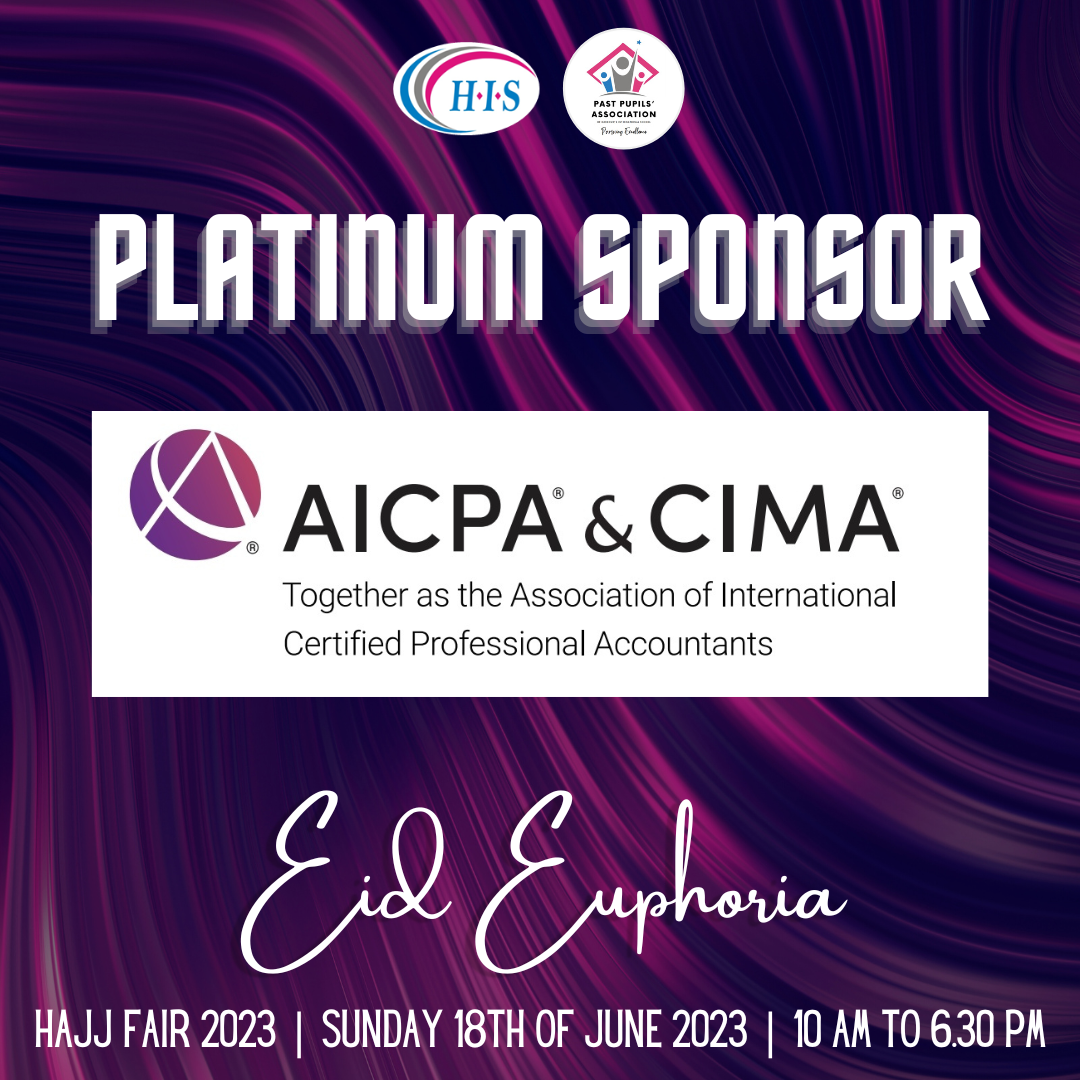 H·I·S
PAST PUPILS'
ASSOCIATION
PLATINUM SPONSOR
AICPA® & CIMA®
®
Together as the Association of International
Certified Professional Accountants
Eid Euphoria
HAJJ FAIR 2023 | SUNDAY 18TH OF JUNE 2023 | 10 AM TO 6.30 PM